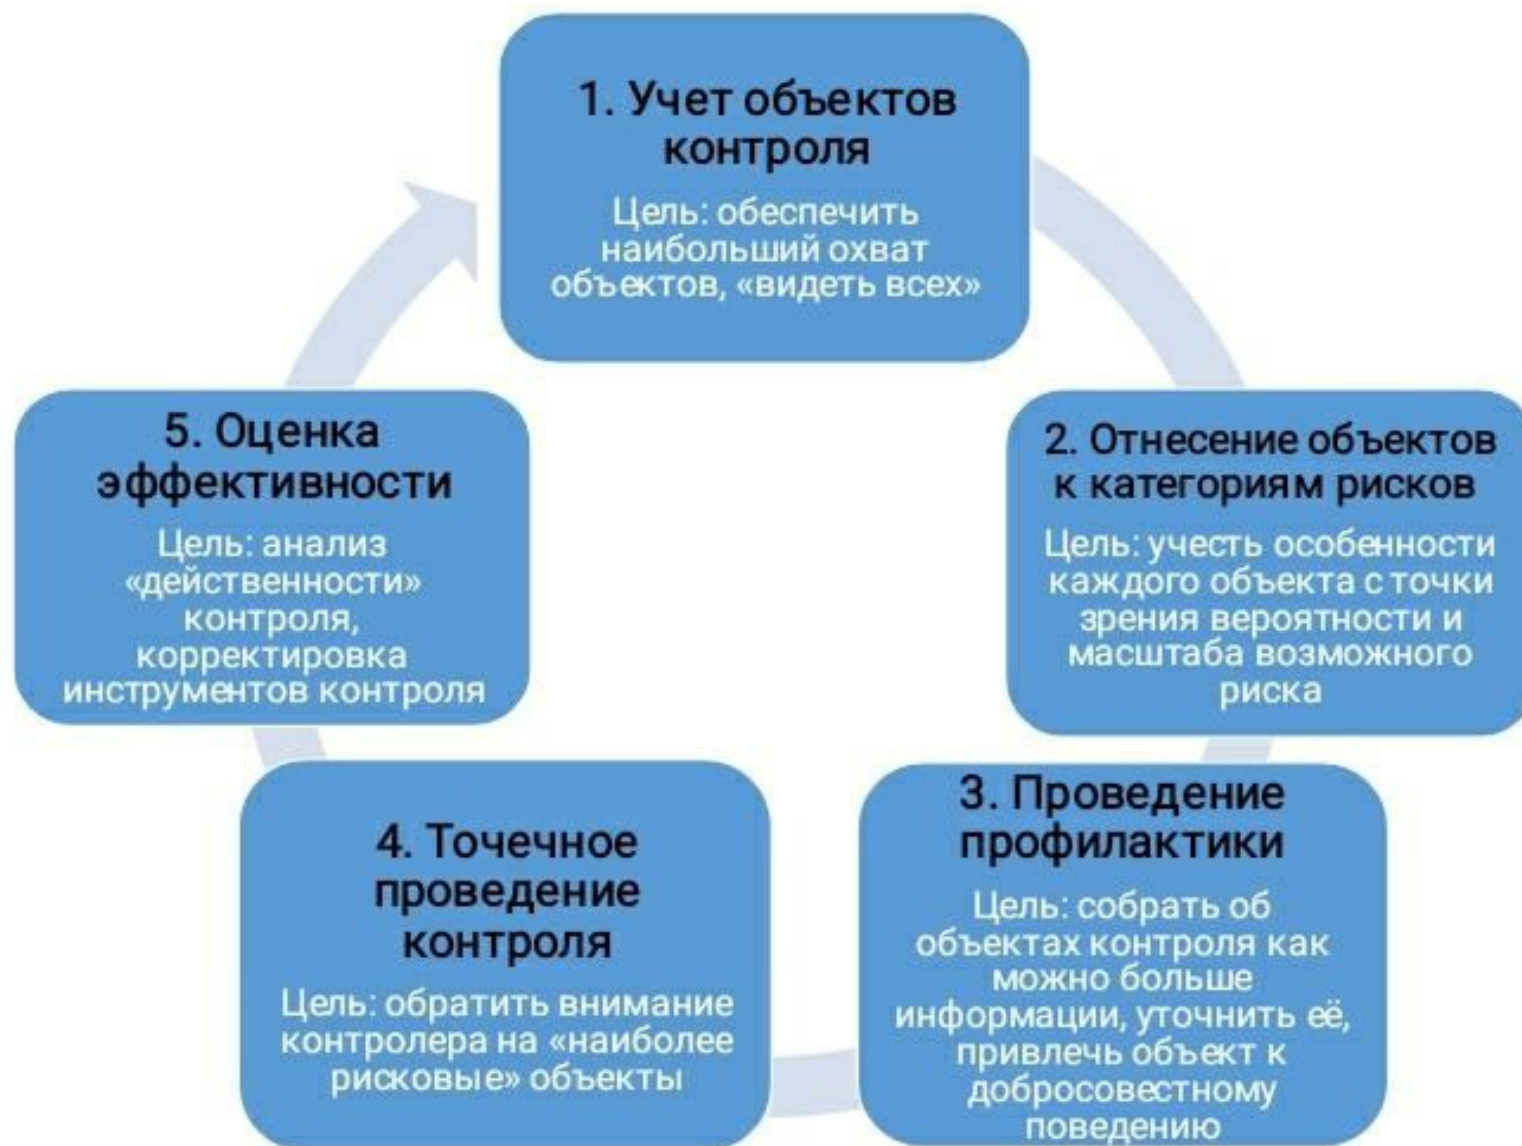 1. Учет объектов
контроля
Цель: обеспечить
наибольший охват
объектов, «видеть всех»
2. Отнесение объектов
к категориям рисков
Цель: учесть особенности
каждого объекта с точки
зрения вероятности и
масштаба возможного
риска
3. Проведение
профилактики
Цель: собрать об
объектах контроля как
можно больше
информации, уточнить её,
привлечь объект к
добросовестному
поведению
4. Точечное
проведение
контроля
Цель: обратить внимание
контролера на «наиболее
рисковые» объекты
5. Оценка
эффективности
Цель: анализ
«действенности»
контроля,
корректировка
инструментов контроля